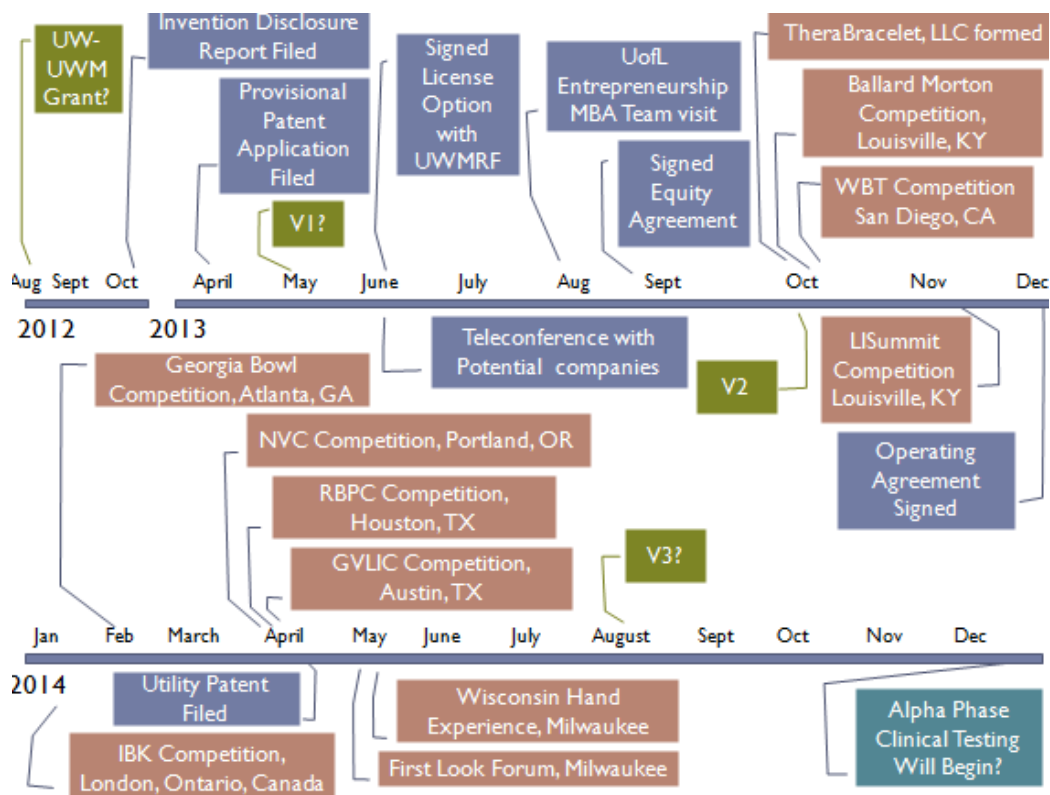 UW-
UWM
Grant?
Invention Disclosure
Report Filed
Provisional
Patent
Application
Filed
V1?
Signed
License
Option
with
UWMRF
UofL
Entrepreneurship
MBA Team visit
Signed
Equity
Agreement
TheraBracelet, LLC formed
Ballard Morton
Competition,
Louisville, KY
WBT Competition
San Diego, CA
Aug Sept Oct April May June July Aug Sept Oct Nov Dec
2012 2013
Teleconference with
Potential companies
V2
LISummit
Competition
Louisville, KY
Operating
Agreement
Signed
Georgia Bowl
Competition, Atlanta, GA
NVC Competition, Portland, OR
RBPC Competition,
Houston, TX
GVLIC Competition,
Austin, TX
V3?
Jan Feb March April May June July August Sept Oct Nov Dec
2014
Utility Patent
Filed
IBK Competition,
London, Ontario, Canada
Wisconsin Hand
Experience, Milwaukee
First Look Forum, Milwaukee
Alpha Phase
Clinical Testing
Will Begin?